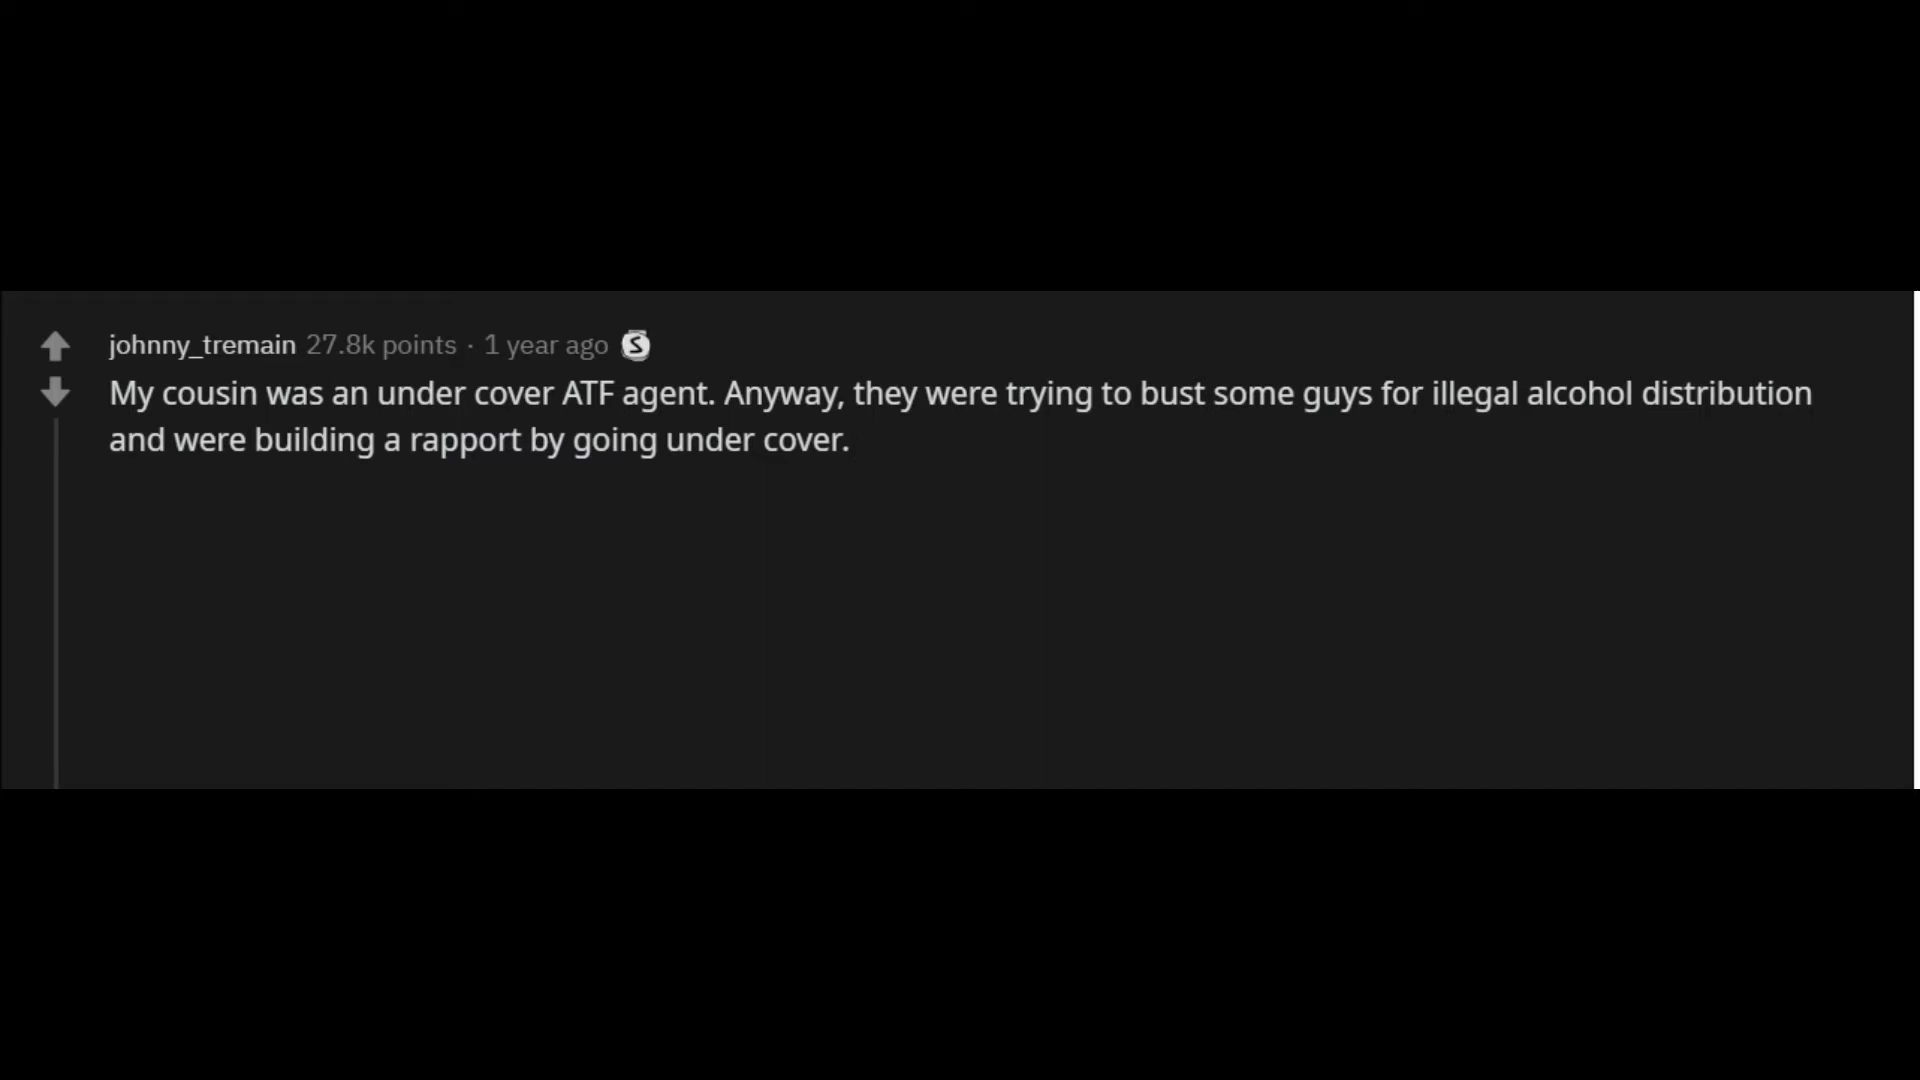 johnny_tremain 27.8k points · 1 year ago S
My cousin was an under cover ATF agent. Anyway, they were trying to bust some guys for illegal alcohol distribution
and were building a rapport by going under cover.